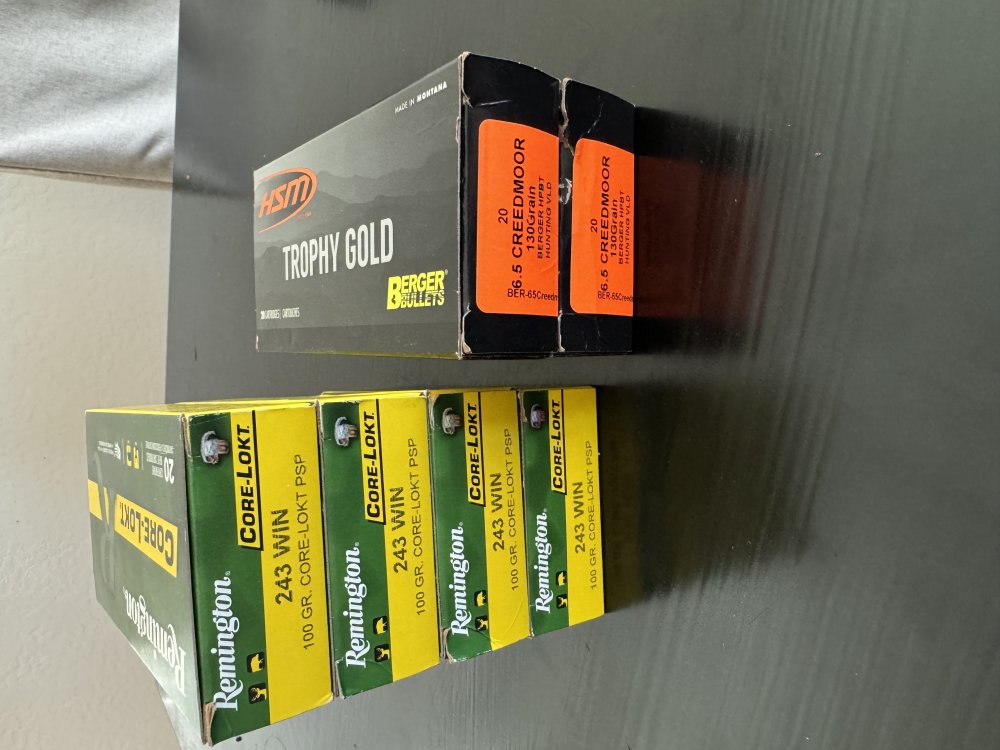 MADE IN MONTANA
HSM
TROPHY GOLD
BERGER
BULLETS
20 CARTRIDGES | CARTOUCHES
20
6.5 CREEDMOOR
130Grain
BERGER HPBT
HUNTING VLD
BER-65Creedm
20
6.5 CREEDMOOR
130Grain
BERGER HPBT
HUNTING VLD
BER-65Creedm
20
CORE-LOKT
Remington
Remington
CORE-LOKT
243 WIN
100 GR. CORE-LOKT PSP
Remington
CORE-LOKT
243 WIN
100 GR. CORE-LOKT PSP
Remington
CORE-LOKT
243 WIN
100 GR. CORE-LOKT PSP
Remington
CORE-LOKT
243 WIN
100 GR. CORE-LOKT PSP